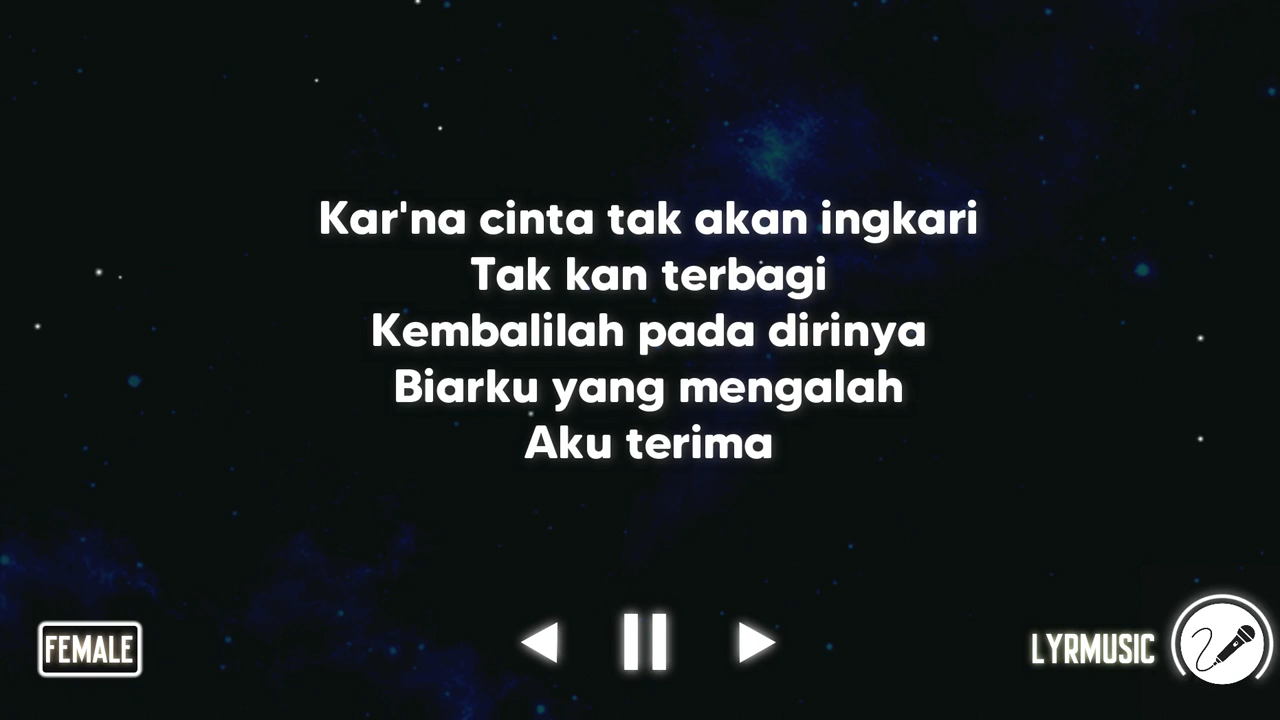 Kar'na cinta tak akan ingkari
Tak kan terbagi
Kembalilah pada dirinya
Biarku yang mengalah
Aku terima
FEMALE
LYRMUSIC